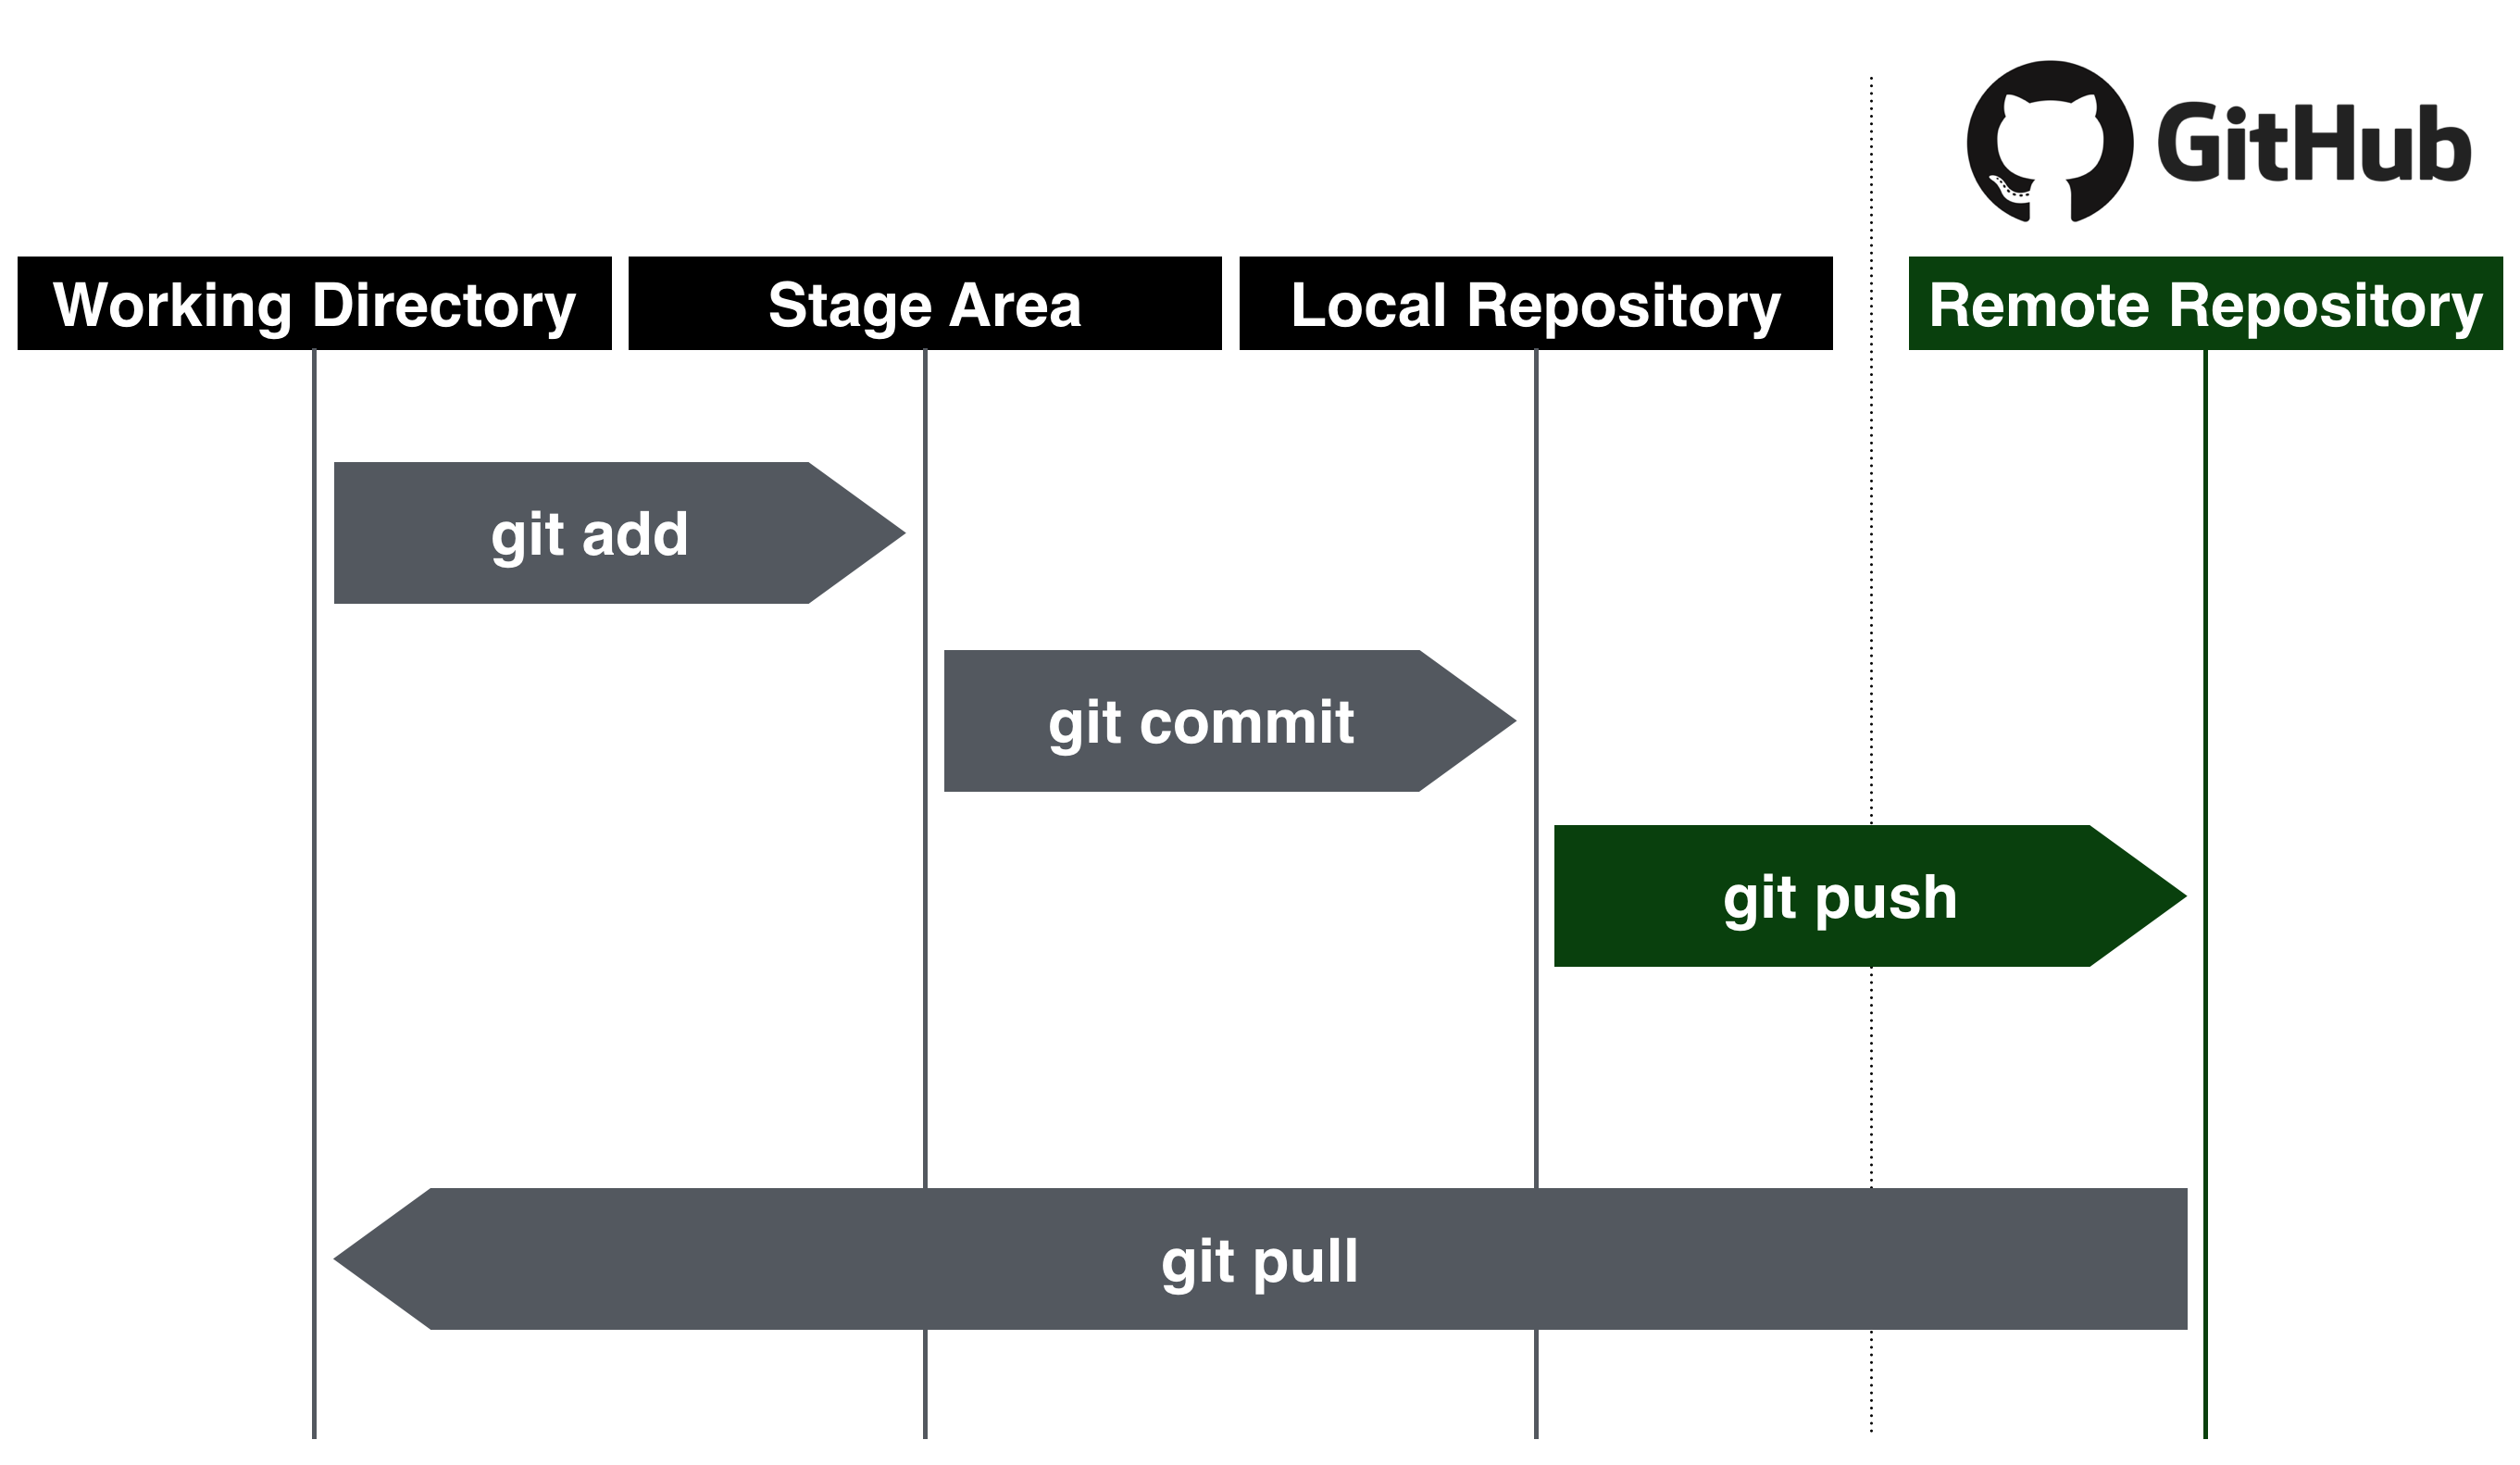 GitHub
Working Directory
Stage Area
Local Repository
Remote Repository
git add
git commit
git push
git pull